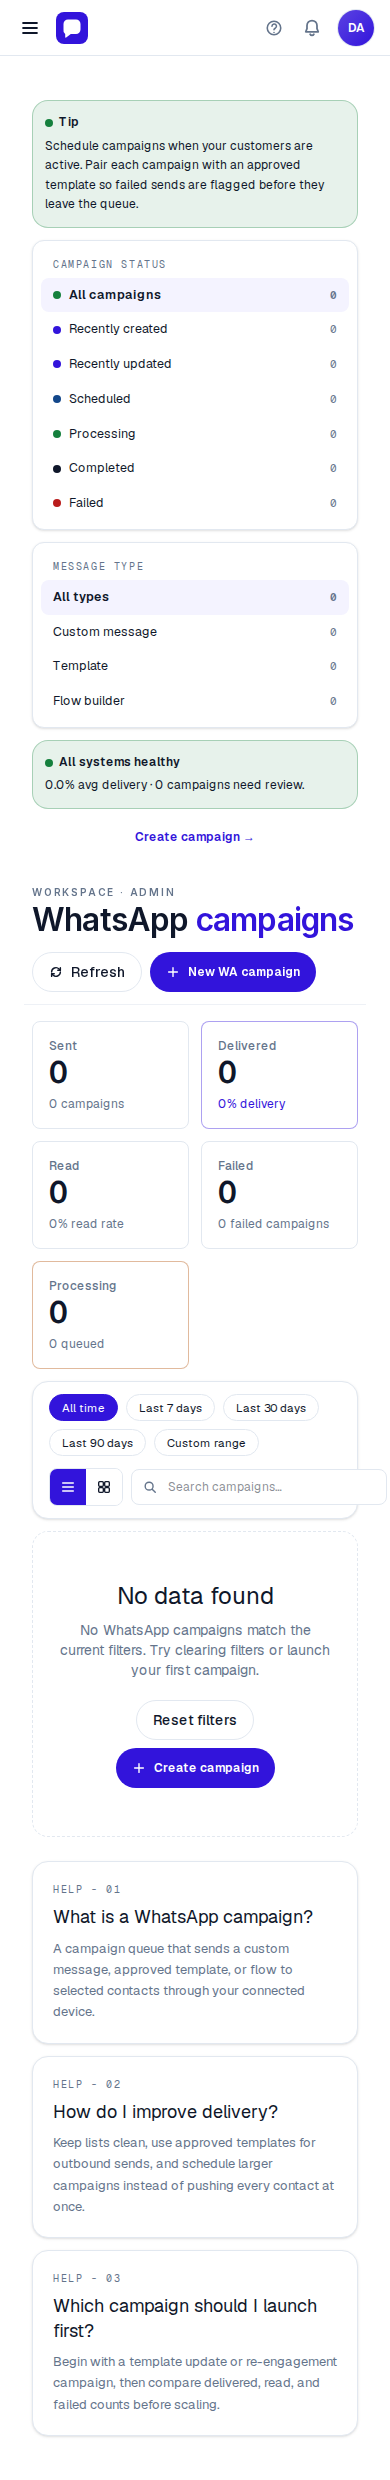 DA
Tip
Schedule campaigns when your customers are
active. Pair each campaign with an approved
template so failed sends are flagged before they
leave the queue.
CAMPAIGN STATUS
All campaigns 0
Recently created 0
Recently updated 0
Scheduled 0
Processing 0
Completed 0
Failed 0
MESSAGE TYPE
All types 0
Custom message 0
Template 0
Flow builder 0
All systems healthy
0.0% avg delivery · 0 campaigns need review.
Create campaign →
WORKSPACE · ADMIN
WhatsApp campaigns
Refresh
New WA campaign
Sent
0
0 campaigns
Delivered
0
0% delivery
Read
0
0% read rate
Failed
0
0 failed campaigns
Processing
0
0 queued
All time
Last 7 days
Last 30 days
Last 90 days
Custom range
Search campaigns...
No data found
No WhatsApp campaigns match the
current filters. Try clearing filters or launch
your first campaign.
Reset filters
Create campaign
HELP - 01
What is a WhatsApp campaign?
A campaign queue that sends a custom
message, approved template, or flow to
selected contacts through your connected
device.
HELP - 02
How do I improve delivery?
Keep lists clean, use approved templates for
outbound sends, and schedule larger
campaigns instead of pushing every contact at
once.
HELP - 03
Which campaign should I launch
first?
Begin with a template update or re-engagement
campaign, then compare delivered, read, and
failed counts before scaling.